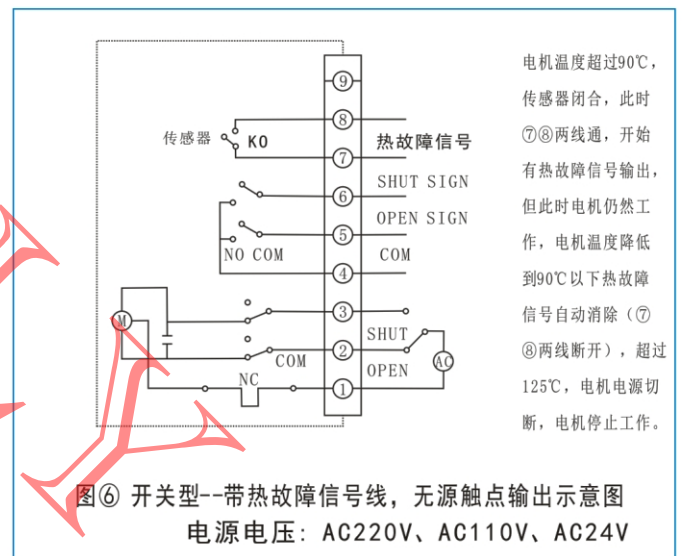 电机温度超过90℃，
传感器闭合，此时
⑦⑧两线通，开始
有热故障信号输出，
但此时电机仍然工
作，电机温度降低
到90℃以下热故障
信号自动消除（⑦
⑧两线断开），超过
125℃，电机电源切
断，电机停止工作。
⑨
⑧
传感器 KO 热故障信号
⑦
SHUT SIGN
⑥
OPEN SIGN
⑤
NO COM COM
④
③
M SHUT
② AC
COM OPEN
NC ①
图⑥ 开关型--带热故障信号线，无源触点输出示意图
电源电压：AC220V、AC110V、AC24V